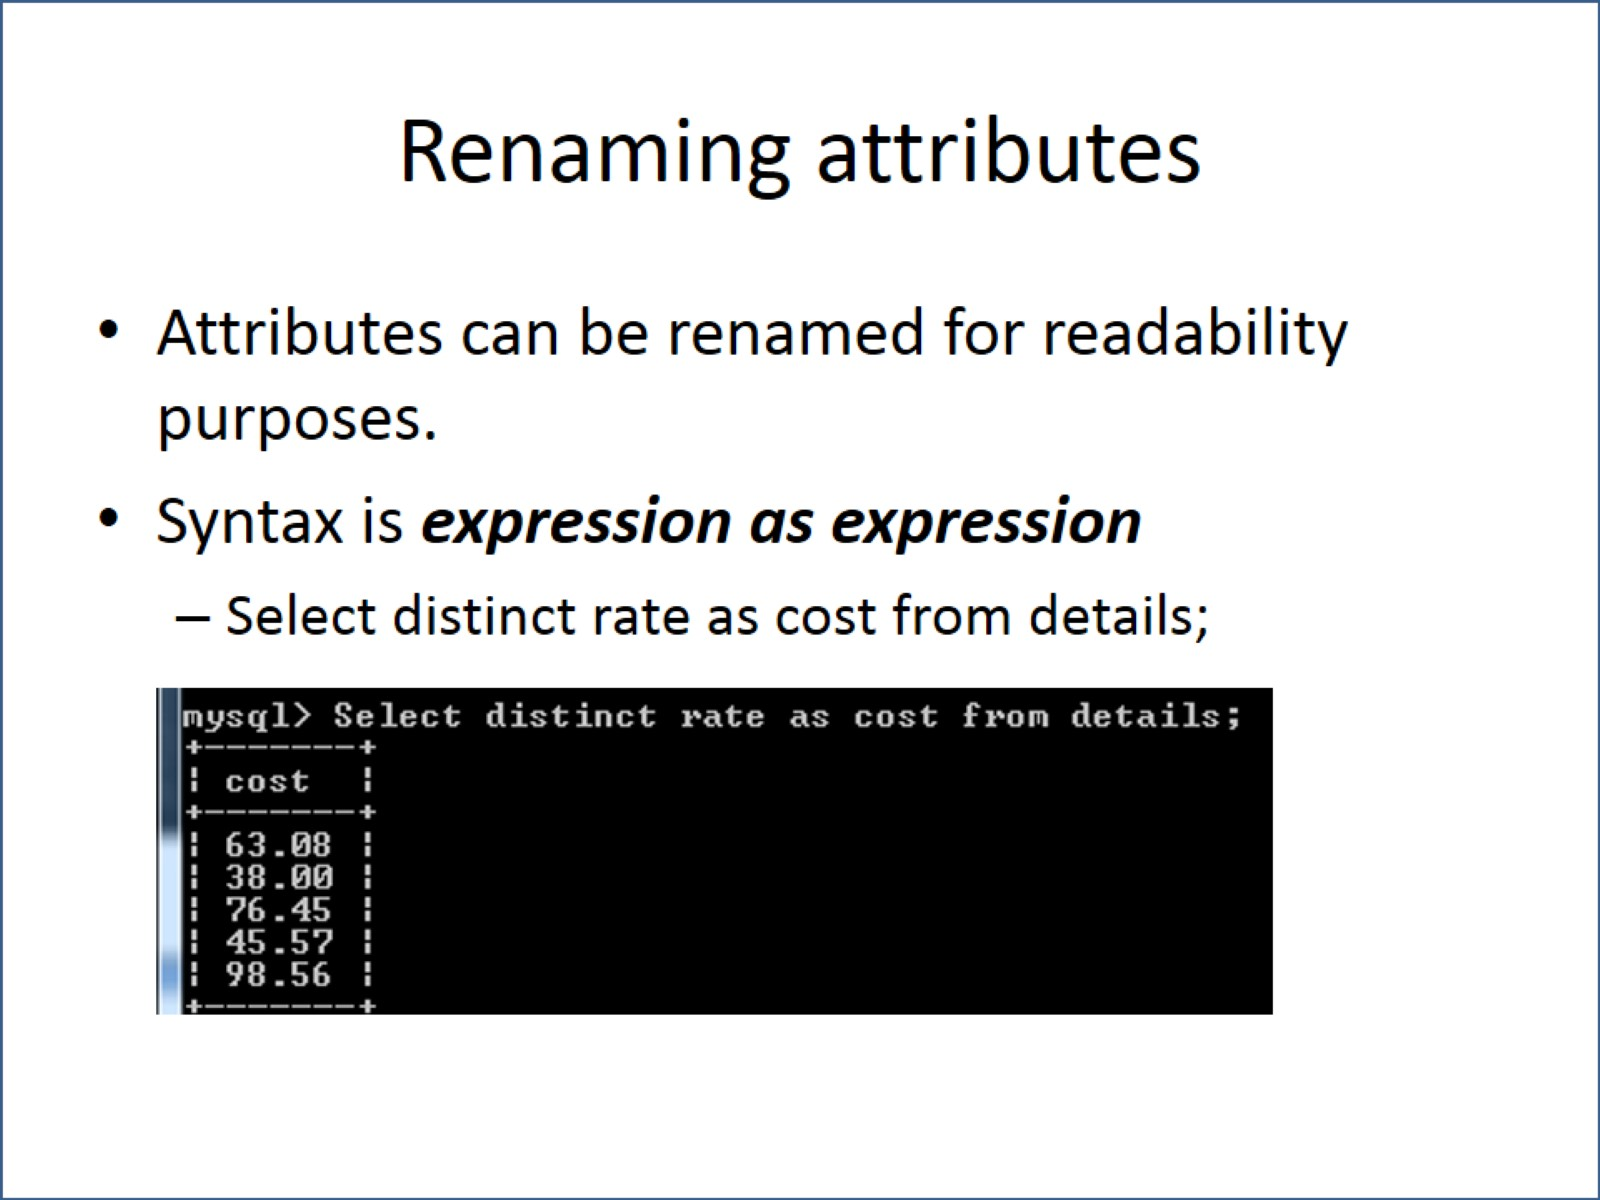 Renaming attributes
• Attributes can be renamed for readability
purposes.
• Syntax is expression as expression
– Select distinct rate as cost from details;
mysql> Select distinct rate as cost from details;
+-------+
| cost  |
+-------+
| 63.08 |
| 38.00 |
| 76.45 |
| 45.57 |
| 98.56 |
+-------+